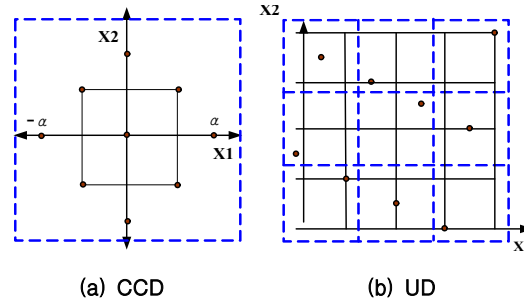 X2
- α
α
X1
(a) CCD
X2
X
(b) UD